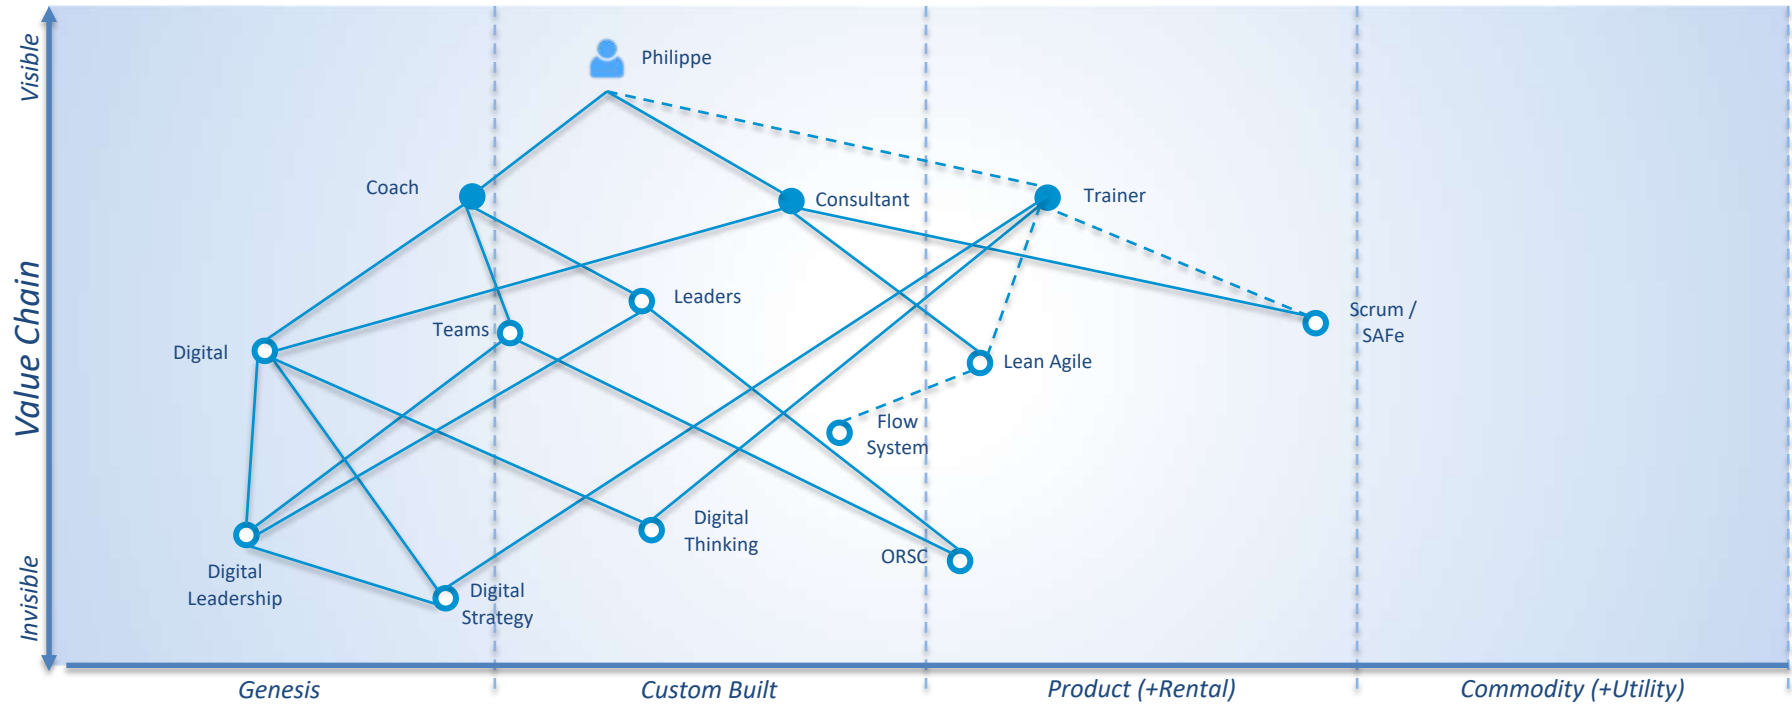 Visible
Value Chain
Invisible
Philippe
Coach
Consultant
Trainer
Leaders
Teams
Digital
Scrum /
SAFe
Lean Agile
Flow
System
Digital
Thinking
ORSC
Digital
Leadership
Digital
Strategy
Genesis
Custom Built
Product (+Rental)
Commodity (+Utility)